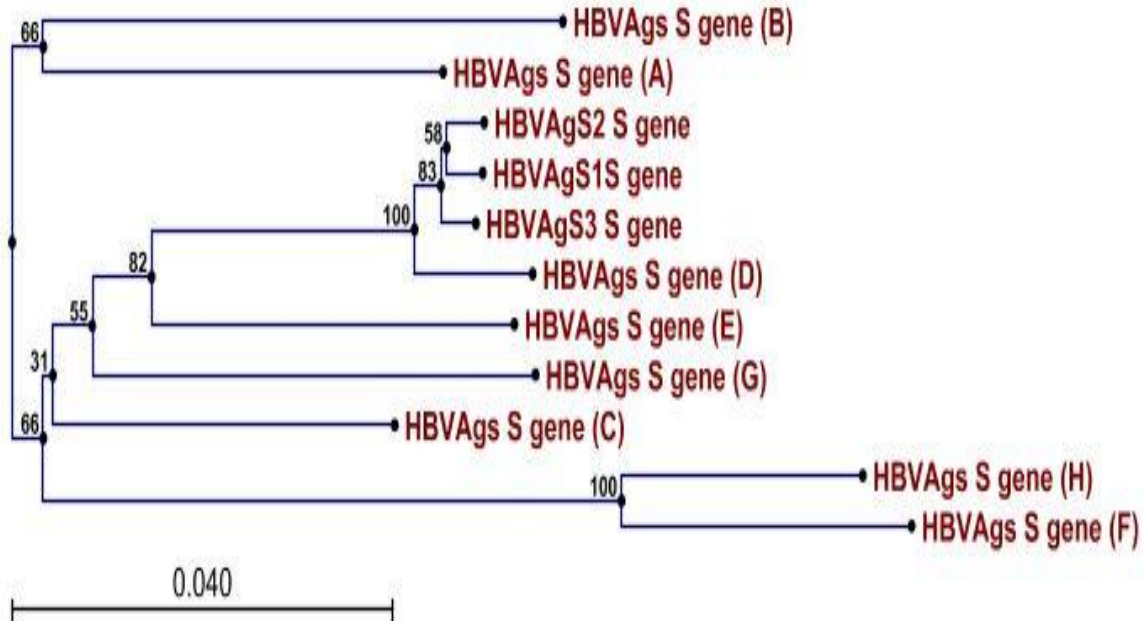 66
HBVAgs S gene (B)
HBVAgs S gene (A)
58
HBVAgS2 S gene
83
HBVAgS1S gene
100
HBVAgS3 S gene
82
HBVAgs S gene (D)
55
HBVAgs S gene (E)
31
HBVAgs S gene (G)
66
HBVAgs S gene (C)
100
HBVAgs S gene (H)
HBVAgs S gene (F)
0.040